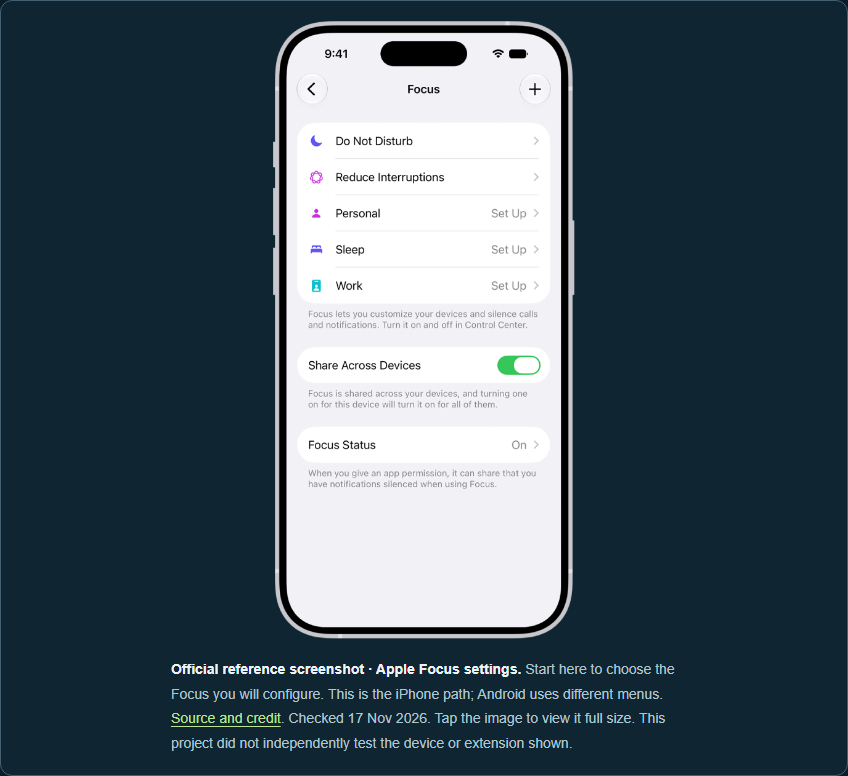 9:41
Focus
Do Not Disturb
Reduce Interruptions
Personal Set Up
Sleep Set Up
Work Set Up
Focus lets you customize your devices and silence calls
and notifications. Turn it on and off in Control Center.
Share Across Devices
Focus is shared across your devices, and turning one
on for this device will turn it on for all of them.
Focus Status On
When you give an app permission, it can share that you
have notifications silenced when using Focus.
Official reference screenshot · Apple Focus settings. Start here to choose the
Focus you will configure. This is the iPhone path; Android uses different menus.
Source and credit. Checked 17 Nov 2026. Tap the image to view it full size. This
project did not independently test the device or extension shown.